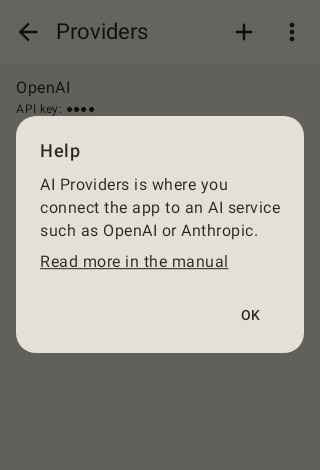 Providers
OpenAI
API key: ●●●●
Help
AI Providers is where you
connect the app to an AI service
such as OpenAI or Anthropic.
Read more in the manual
OK